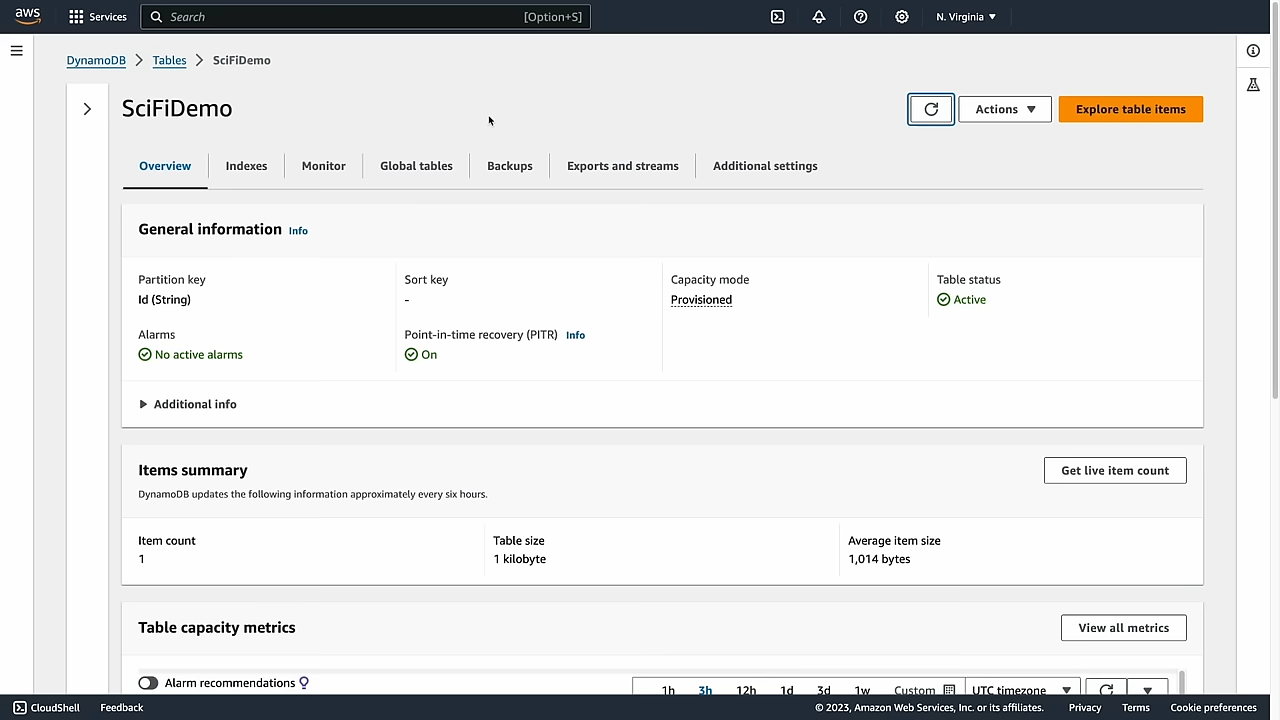 aws
Services
Search
[Option+S]
N. Virginia
DynamoDB
Tables
SciFiDemo
SciFiDemo
Actions
Explore table items
Overview
Indexes
Monitor
Global tables
Backups
Exports and streams
Additional settings
General information
Info
Partition key
Id (String)
Sort key
-
Capacity mode
Provisioned
Table status
Active
Alarms
No active alarms
Point-in-time recovery (PITR)
Info
On
Additional info
Items summary
Get live item count
DynamoDB updates the following information approximately every six hours.
Item count
1
Table size
1 kilobyte
Average item size
1,014 bytes
Table capacity metrics
View all metrics
Alarm recommendations
1h
3h
12h
1d
3d
1w
Custom
UTC timezone
CloudShell
Feedback
© 2023, Amazon Web Services, Inc. or its affiliates.
Privacy
Terms
Cookie preferences